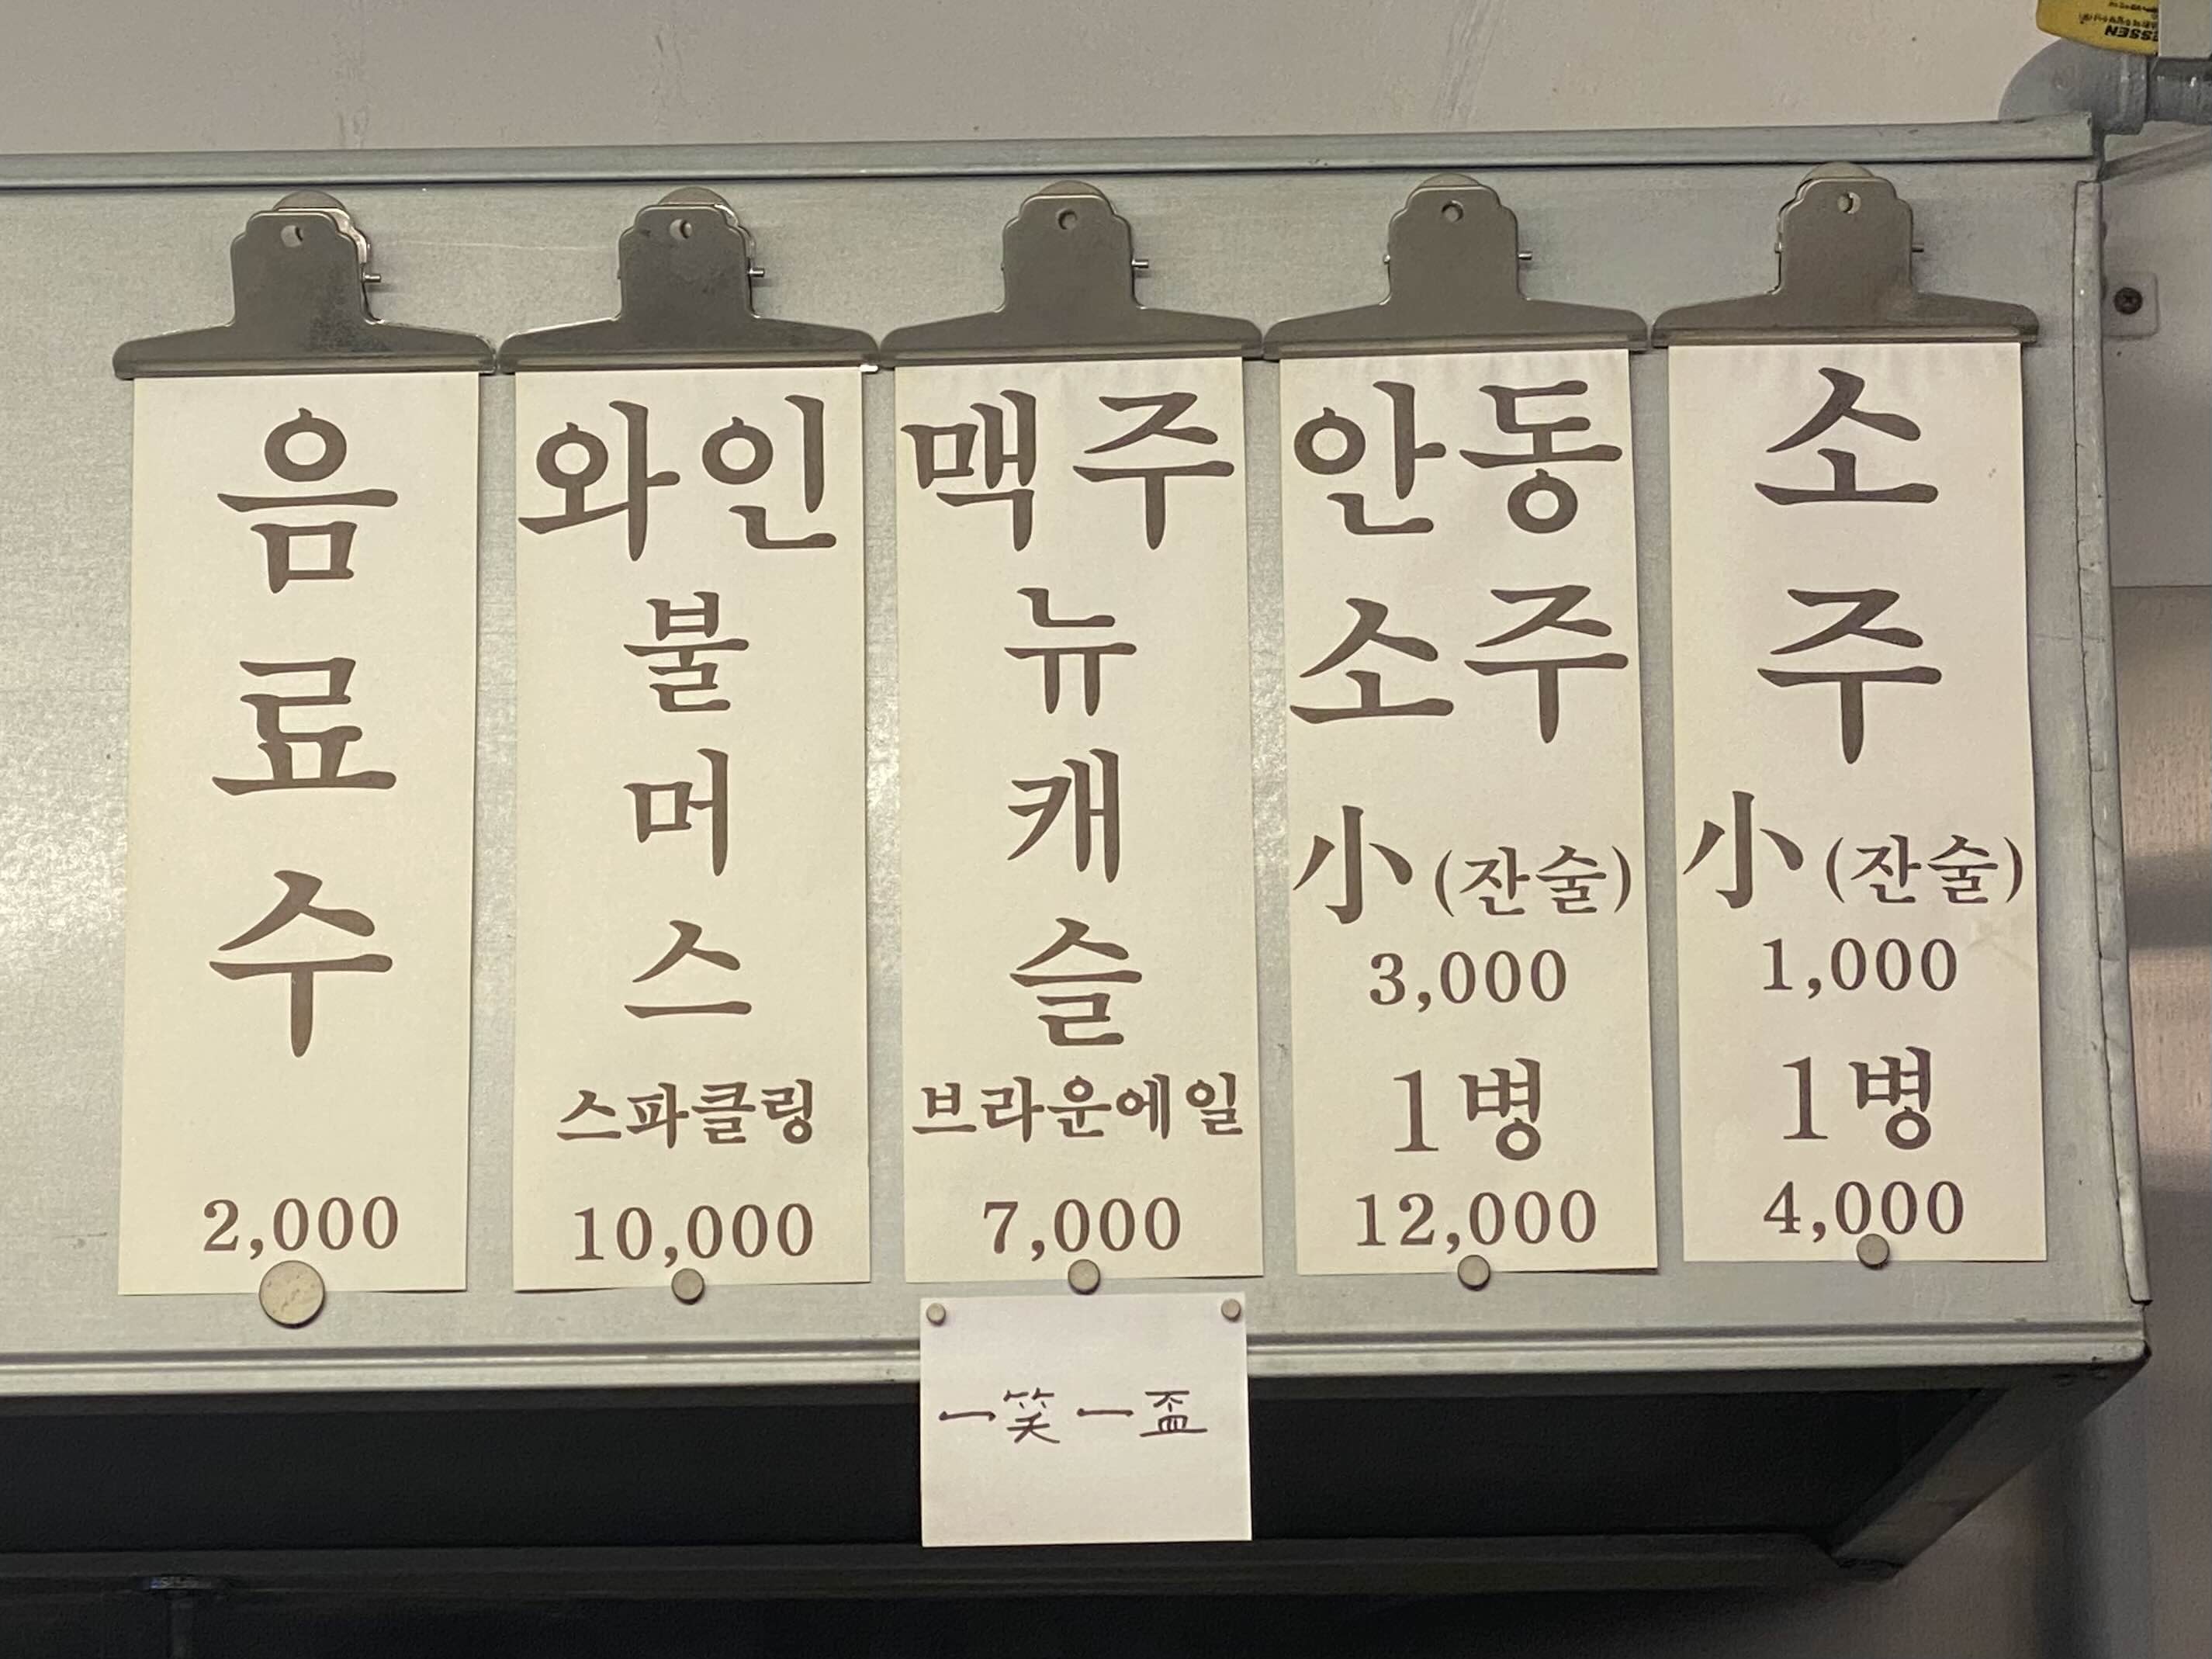 음료수
2,000
와인
불머스
스파클링
10,000
맥주
뉴캐슬
브라운에일
7,000
안동
소주
小 (잔술)
3,000
1병
12,000
소주
小 (잔술)
1,000
1병
4,000
一笑一盃
ESSEN